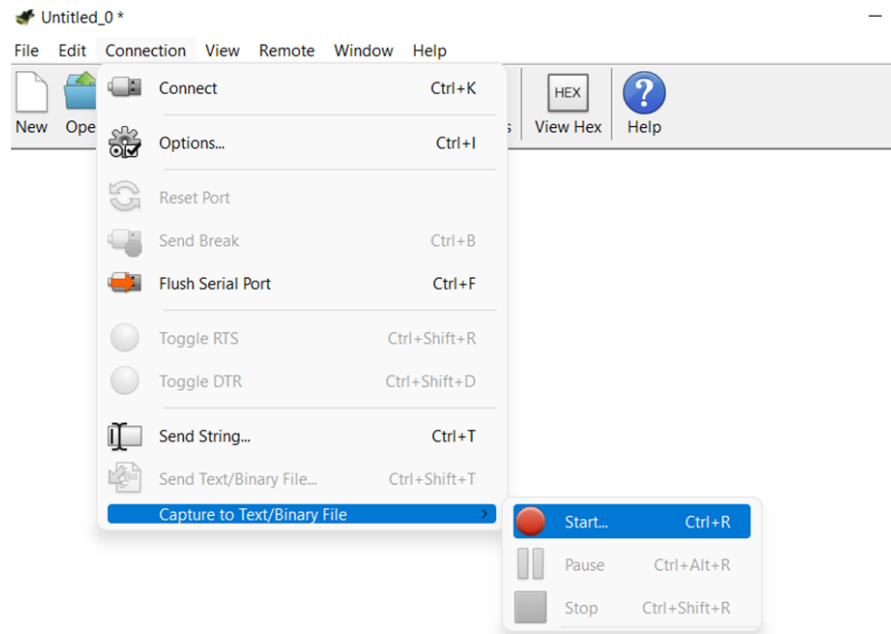 Untitled_0 *
File Edit Connection View Remote Window Help
New Ope s View Hex Help
HEX
Connect Ctrl+K
Options... Ctrl+I
Reset Port
Send Break Ctrl+B
Flush Serial Port Ctrl+F
Toggle RTS Ctrl+Shift+R
Toggle DTR Ctrl+Shift+D
Send String... Ctrl+T
Send Text/Binary File... Ctrl+Shift+T
Capture to Text/Binary File
Start... Ctrl+R
Pause Ctrl+Alt+R
Stop Ctrl+Shift+R